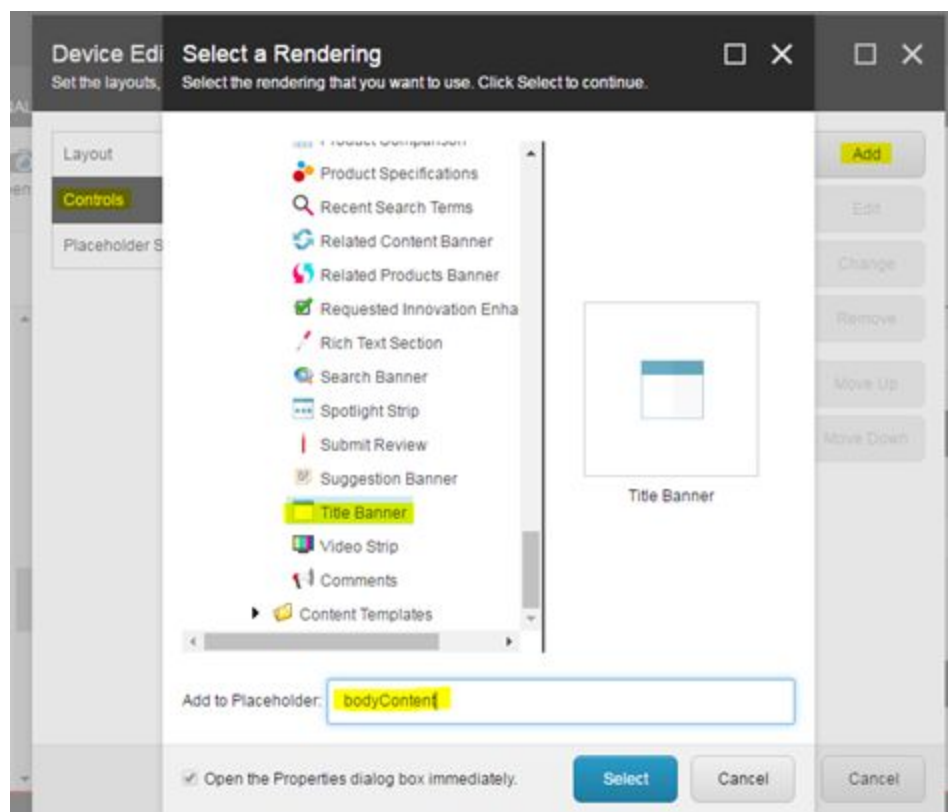 Device Edi
Set the layouts,
Select a Rendering
Select the rendering that you want to use. Click Select to continue.
Layout
Controls
Placeholder S
Product Comparison
Product Specifications
Recent Search Terms
Related Content Banner
Related Products Banner
Requested Innovation Enha
Rich Text Section
Search Banner
Spotlight Strip
Submit Review
Suggestion Banner
Title Banner
Video Strip
Comments
Content Templates
Title Banner
Add
Edit
Change
Remove
Move Up
Move Down
Add to Placeholder:
bodyContent
Open the Properties dialog box immediately.
Select
Cancel
Cancel